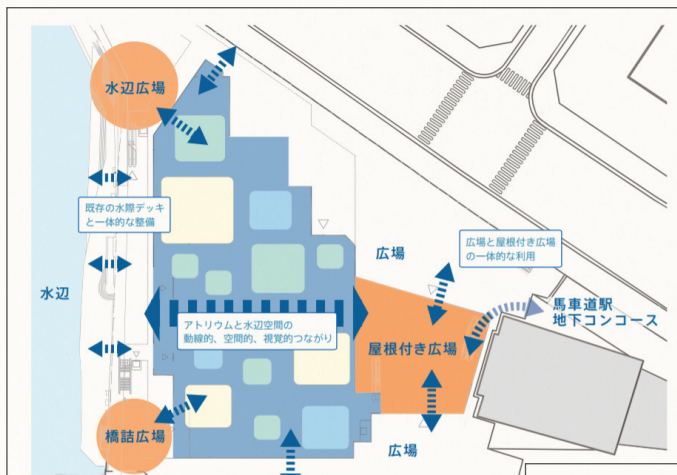 水辺広場
既存の水際デッキ
と一体的な整備
広場
広場と屋根付き広場
の一体的な利用
水辺
馬車道駅
地下コンコース
アトリウムと水辺空間の
動線的、空間的、視覚的つながり
屋根付き広場
橋詰広場
広場